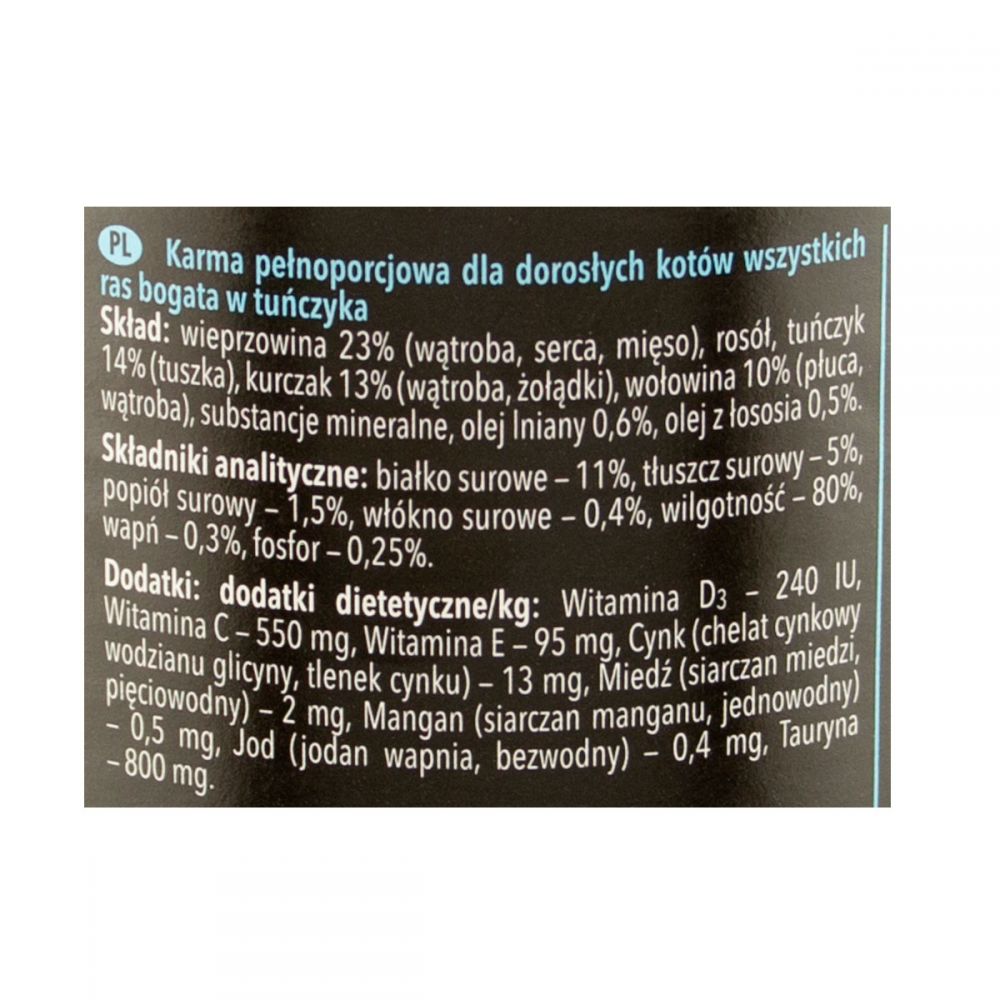 PL Karma pełnoporcjowa dla dorosłych kotów wszystkich
ras bogata w tuńczyka
Skład: wieprzowina 23% (wątroba, serca, mięso), rosół, tuńczyk
14% (tuszka), kurczak 13% (wątroba, żołądki), wołowina 10% (płuca,
wątroba), substancje mineralne, olej lniany 0,6%, olej z łososia 0,5%.
Składniki analityczne: białko surowe – 11%, tłuszcz surowy – 5%,
popiół surowy – 1,5%, włókno surowe – 0,4%, wilgotność – 80%,
wapń – 0,3%, fosfor – 0,25%.
Dodatki: dodatki dietetyczne/kg: Witamina D3 – 240 IU,
Witamina C – 550 mg, Witamina E – 95 mg, Cynk (chelat cynkowy
wodzianu glicyny, tlenek cynku) – 13 mg, Miedź (siarczan miedzi,
pięciowodny) – 2 mg, Mangan (siarczan manganu, jednowodny)
– 0,5 mg, Jod (jodan wapnia, bezwodny) – 0,4 mg, Tauryna
– 800 mg.